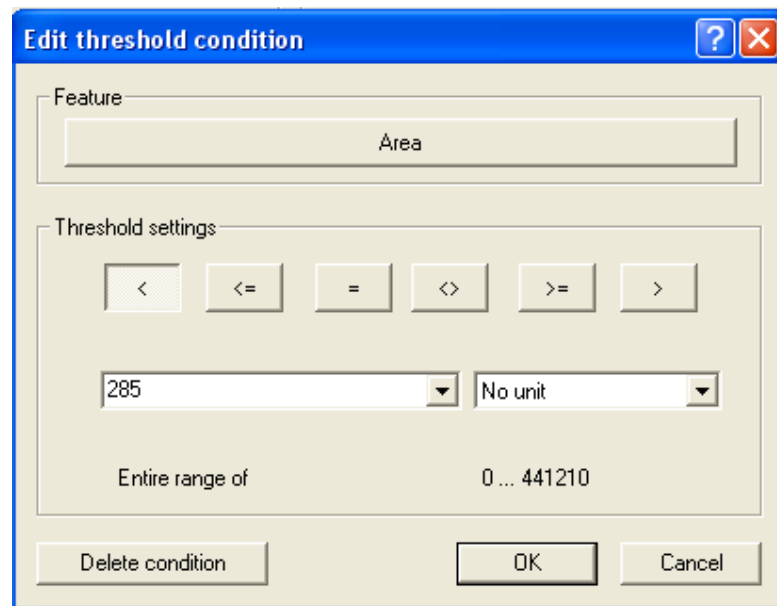 Edit threshold condition ?
Feature
Area
Threshold settings
< <= = <> >= >
285 No unit
Entire range of 0 ... 441210
Delete condition OK Cancel